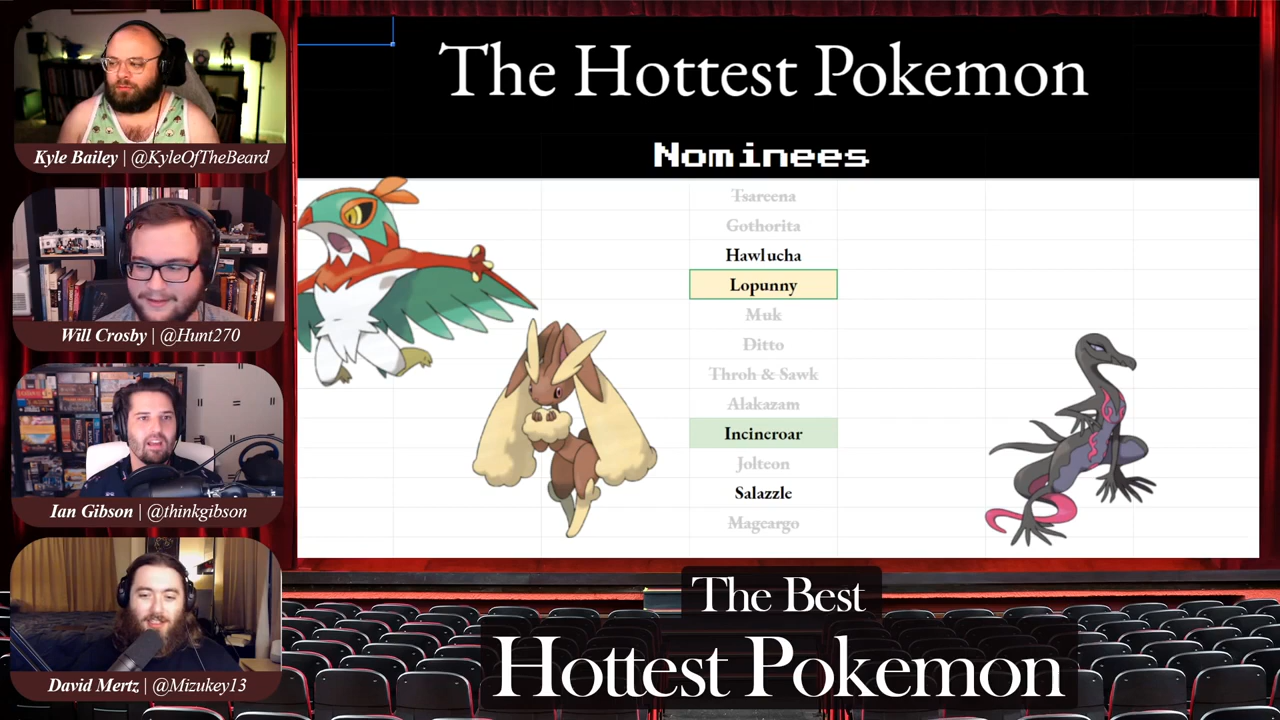 Kyle Bailey | @KyleOfTheBeard
Will Crosby | @Hunt270
Ian Gibson | @thinkgibson
David Mertz | @Mizukey13
The Hottest Pokemon
Nominees
Tsareena
Gothorita
Hawlucha
Lopunny
Muk
Ditto
Throh & Sawk
Alakazam
Incineroar
Jolteon
Salazzle
Magcargo
The Best
Hottest Pokemon